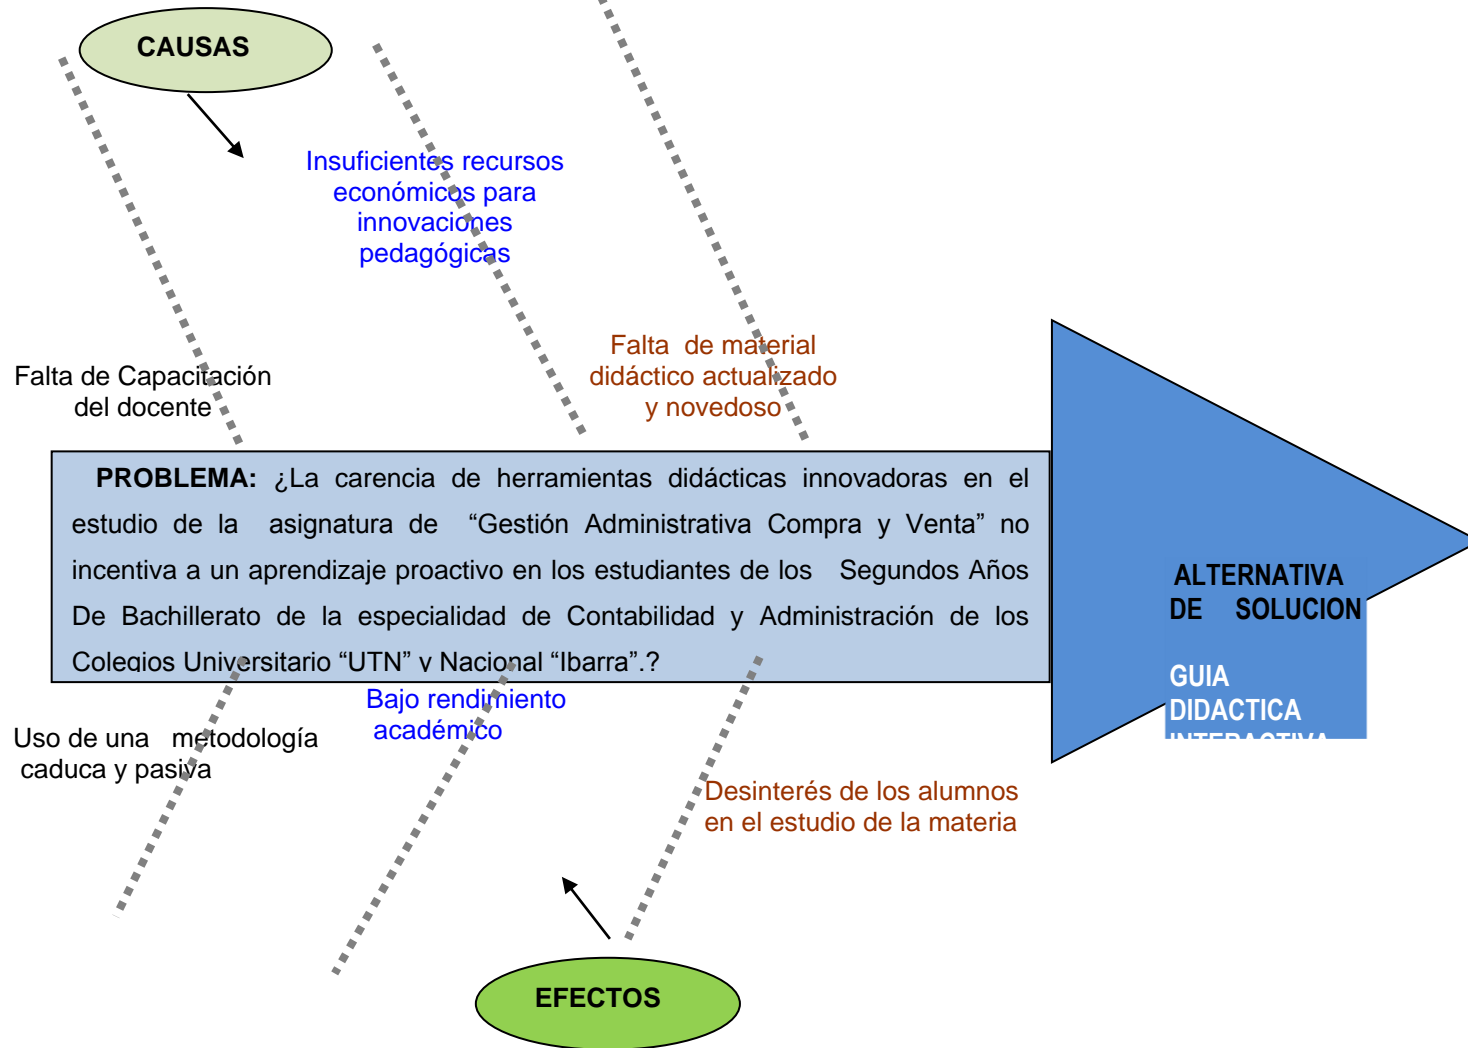 CAUSAS
Insuficientes recursos
económicos para
innovaciones
pedagógicas
Falta de material
didáctico actualizado
y novedoso
Falta de Capacitación
del docente
PROBLEMA: ¿La carencia de herramientas didácticas innovadoras en el
estudio de la asignatura de “Gestión Administrativa Compra y Venta” no
incentiva a un aprendizaje proactivo en los estudiantes de los Segundos Años
De Bachillerato de la especialidad de Contabilidad y Administración de los
Colegios Universitario “UTN” y Nacional “Ibarra”.?
ALTERNATIVA
DE SOLUCION
GUIA
DIDACTICA
INTERACTIVA
Bajo rendimiento
académico
Uso de una metodología
caduca y pasiva
Desinterés de los alumnos
en el estudio de la materia
EFECTOS